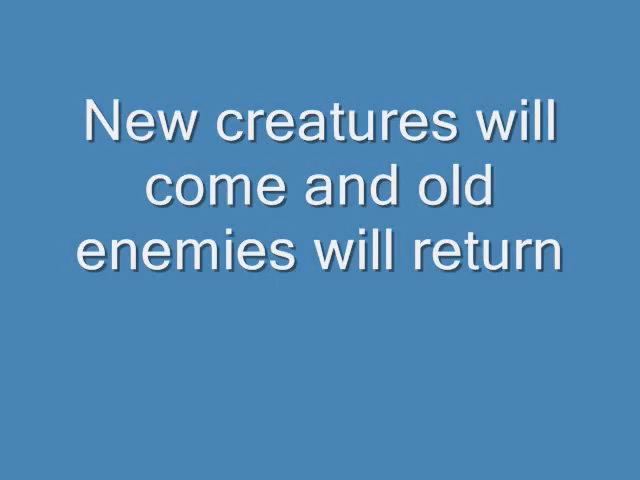 New creatures will
come and old
enemies will return